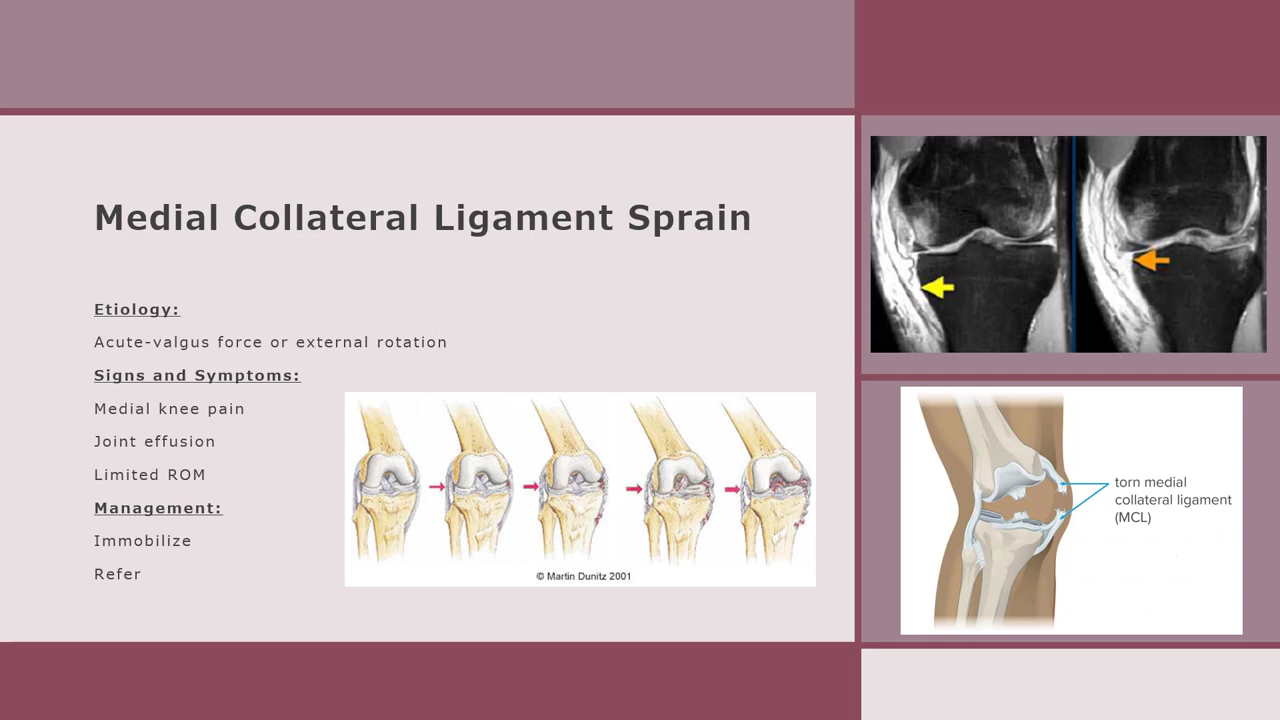 Medial Collateral Ligament Sprain
Etiology:
Acute-valgus force or external rotation
Signs and Symptoms:
Medial knee pain
Joint effusion
Limited ROM
Management:
Immobilize
Refer
© Martin Dunitz 2001
torn medial
collateral ligament
(MCL)